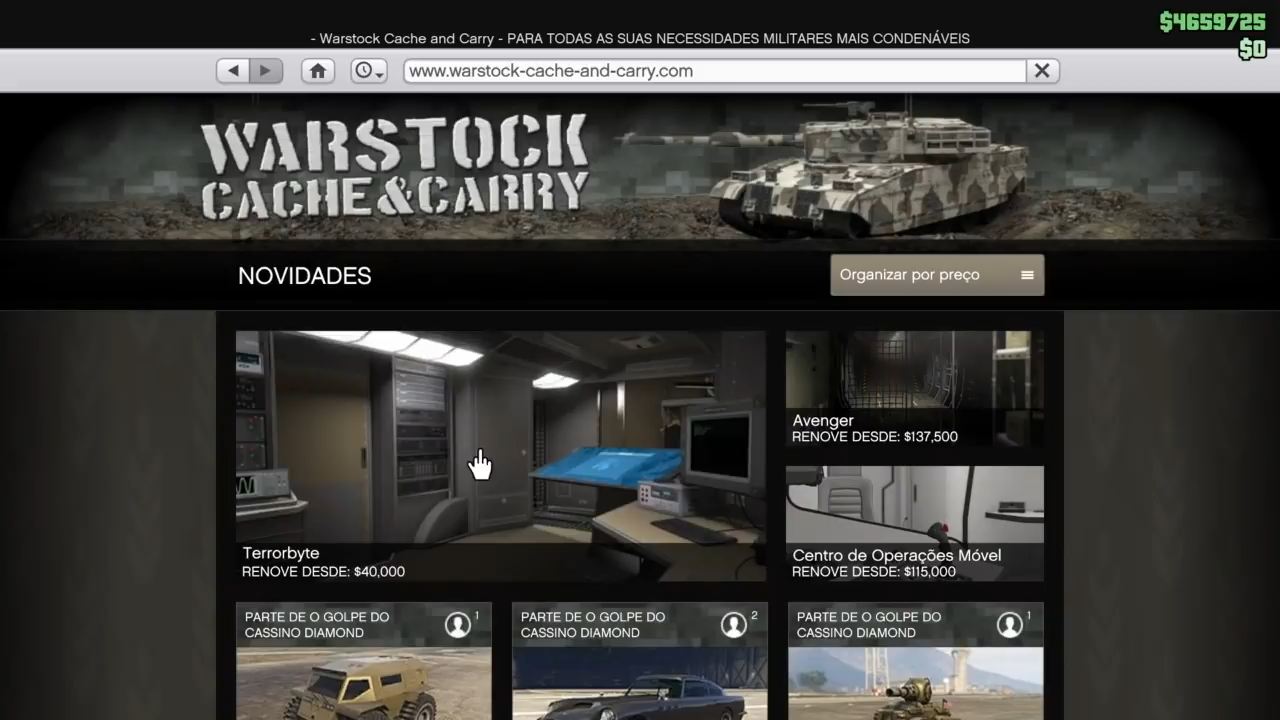 $4659725
$0
- Warstock Cache and Carry - PARA TODAS AS SUAS NECESSIDADES MILITARES MAIS CONDENÁVEIS
www.warstock-cache-and-carry.com
WARSTOCK
CACHE&CARRY
NOVIDADES
Organizar por preço
Terrorbyte
RENOVE DESDE: $40,000
Avenger
RENOVE DESDE: $137,500
Centro de Operações Móvel
RENOVE DESDE: $115,000
PARTE DE O GOLPE DO
CASSINO DIAMOND
1
PARTE DE O GOLPE DO
CASSINO DIAMOND
2
PARTE DE O GOLPE DO
CASSINO DIAMOND
1